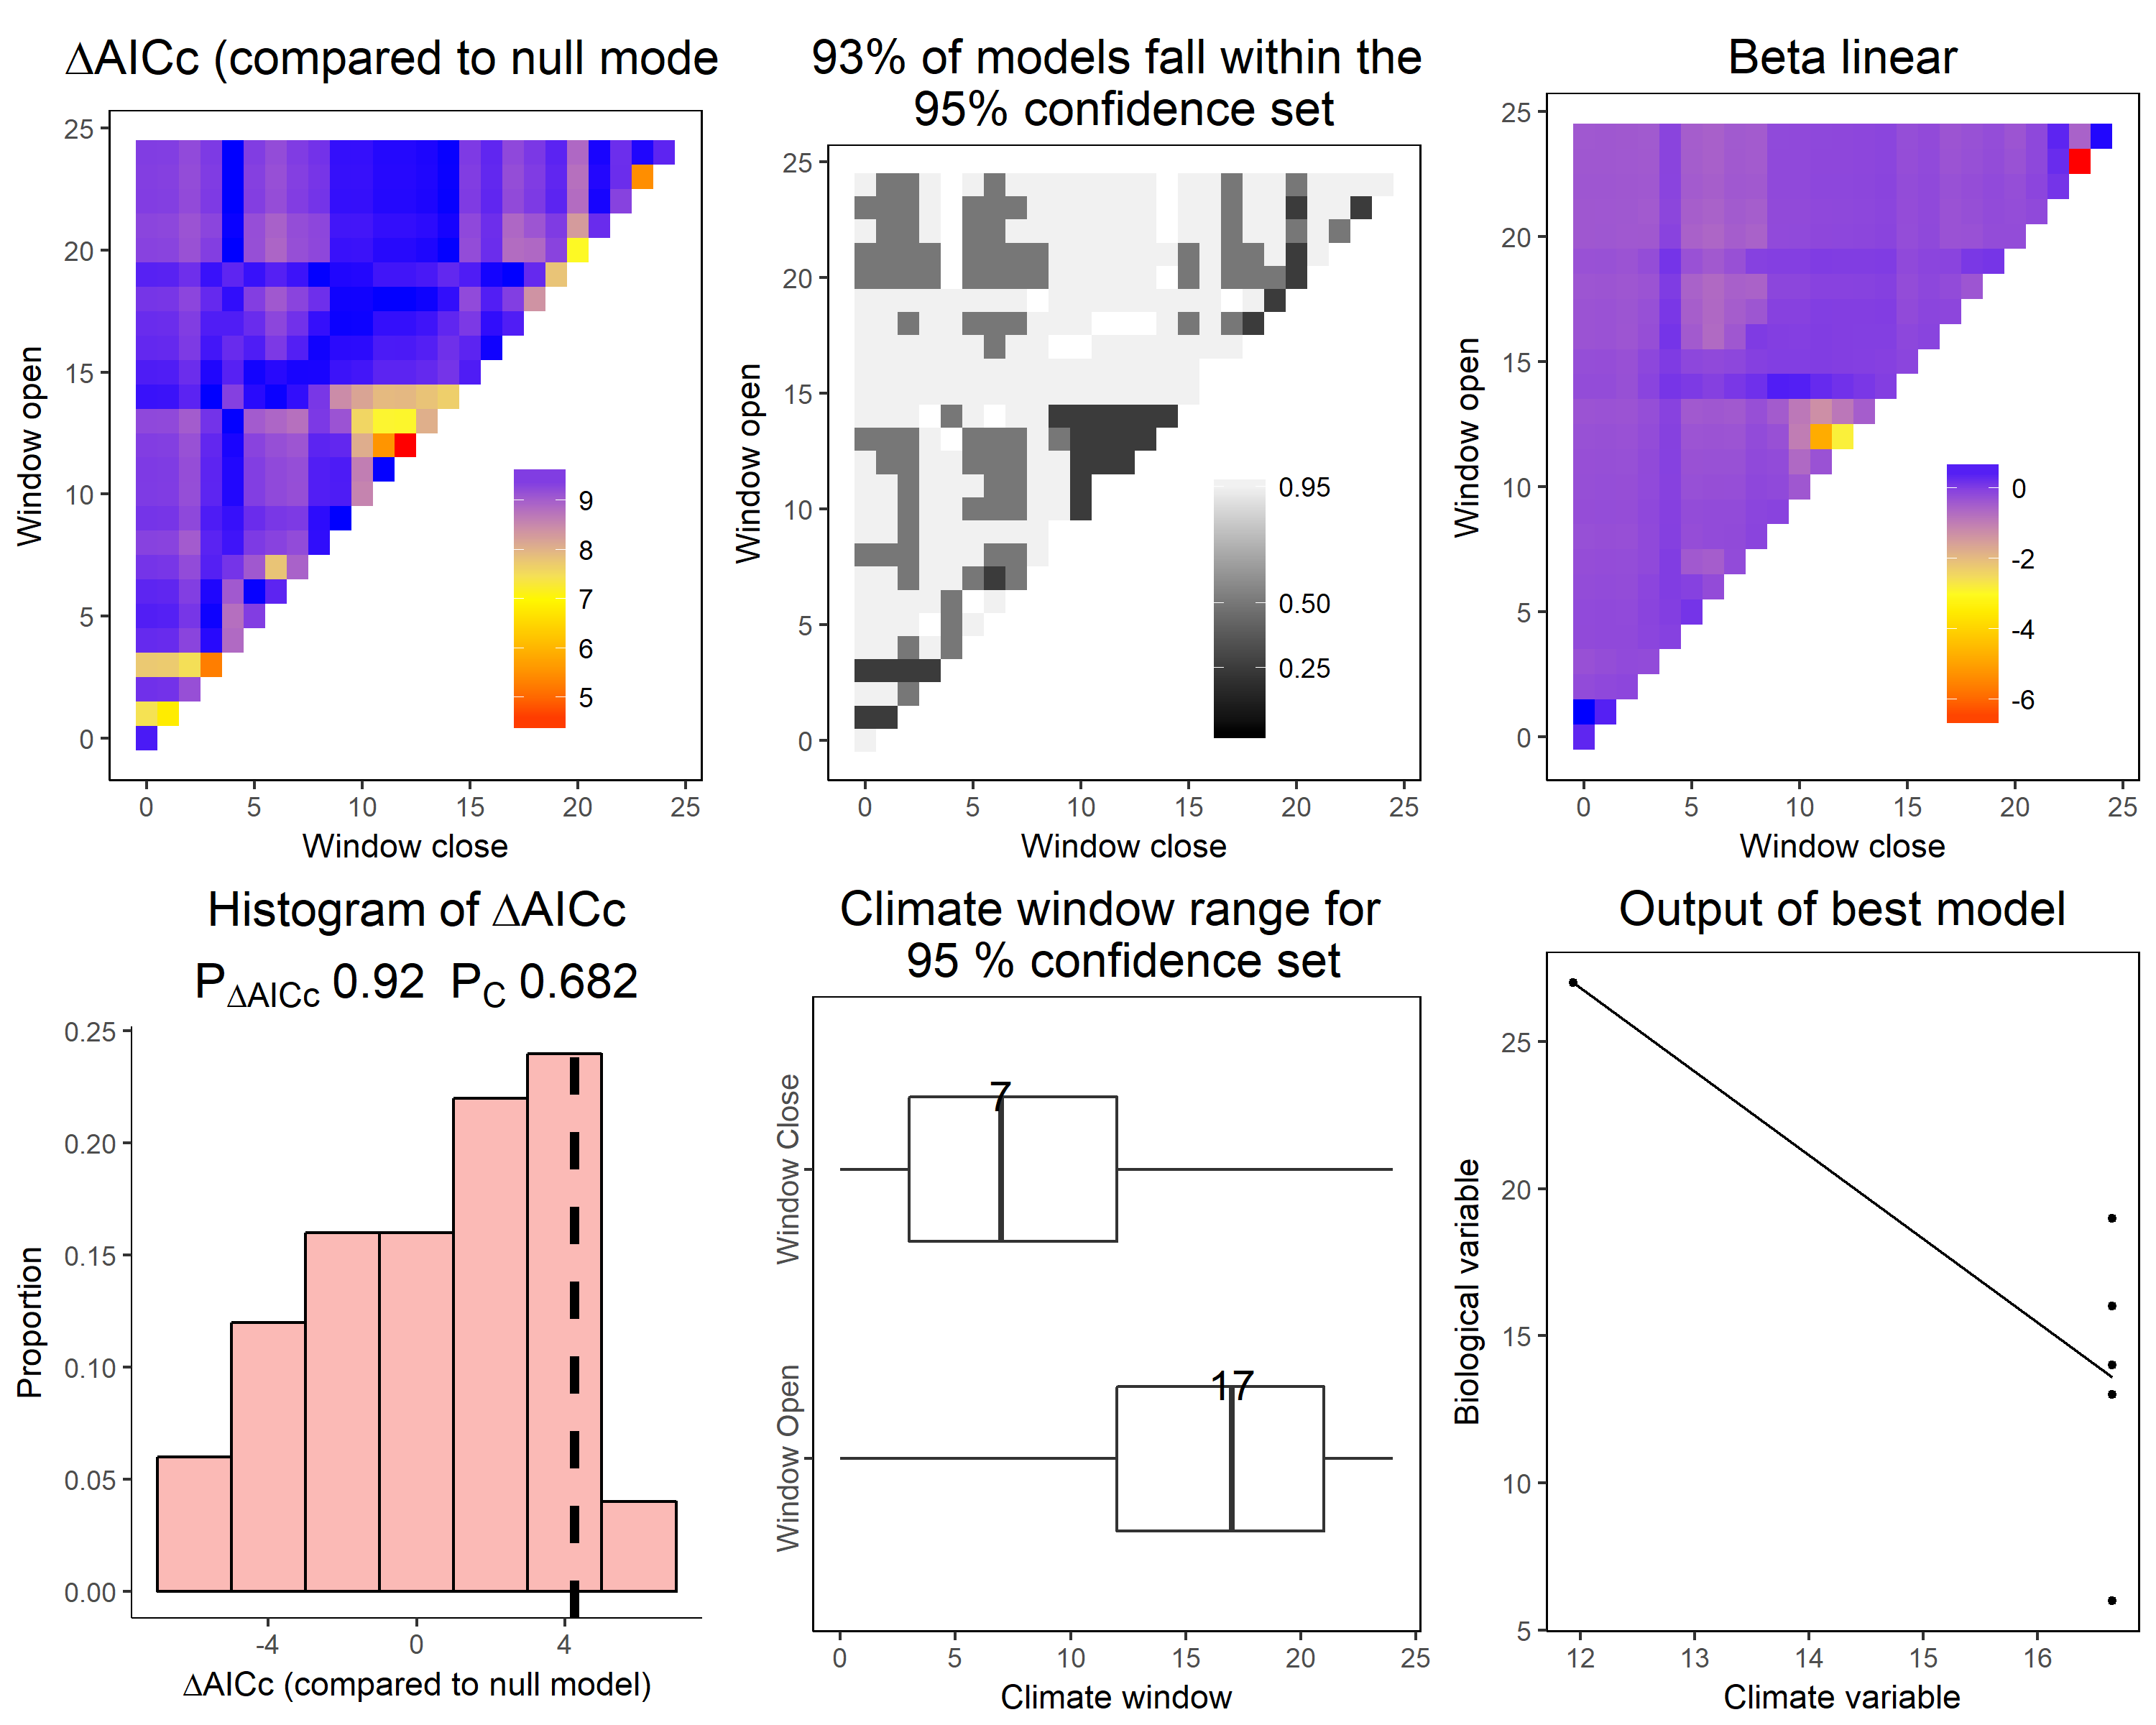 ΔAICc (compared to null mode
25
20
15
10
5
0
Window open
9
8
7
6
5
0 5 10 15 20 25
Window close
93% of models fall within the
95% confidence set
25
20
15
10
5
0
Window open
0.95
0.50
0.25
0 5 10 15 20 25
Window close
Beta linear
25
20
15
10
5
0
Window open
0
-2
-4
-6
0 5 10 15 20 25
Window close
Histogram of ΔAICc
PΔAICc 0.92 PC 0.682
0.25
0.20
0.15
0.10
0.05
0.00
Proportion
-4 0 4
ΔAICc (compared to null model)
Climate window range for
95 % confidence set
Window Close
7
Window Open
17
0 5 10 15 20 25
Climate window
Output of best model
25
20
15
10
5
Biological variable
12 13 14 15 16
Climate variable